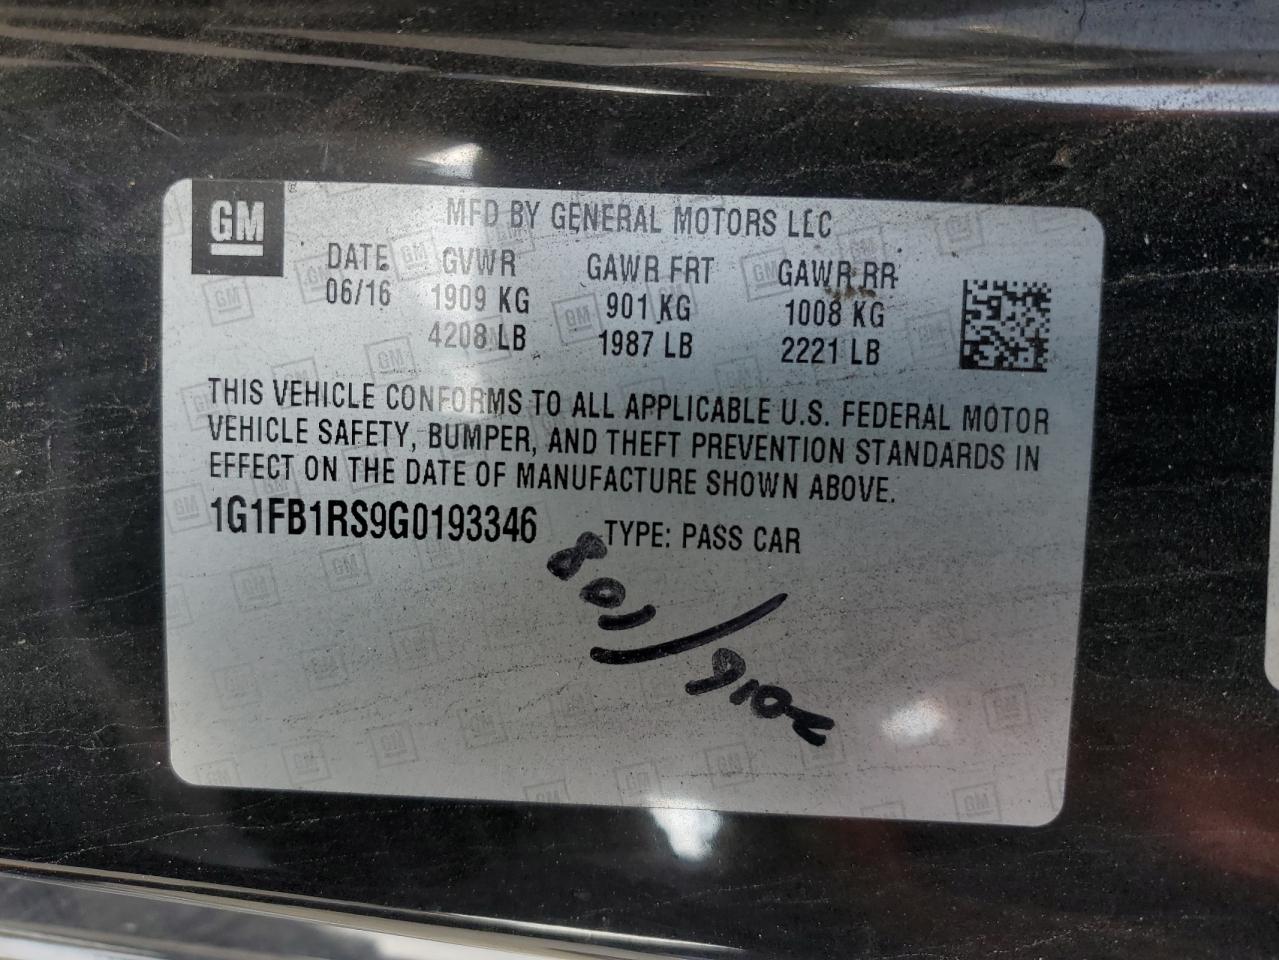 GM
MFD BY GENERAL MOTORS LLC
DATE GVWR GAWR FRT GAWR RR
06/16 1909 KG 901 KG 1008 KG
4208 LB 1987 LB 2221 LB
THIS VEHICLE CONFORMS TO ALL APPLICABLE U.S. FEDERAL MOTOR
VEHICLE SAFETY, BUMPER, AND THEFT PREVENTION STANDARDS IN
EFFECT ON THE DATE OF MANUFACTURE SHOWN ABOVE.
1G1FB1RS9G0193346 TYPE: PASS CAR